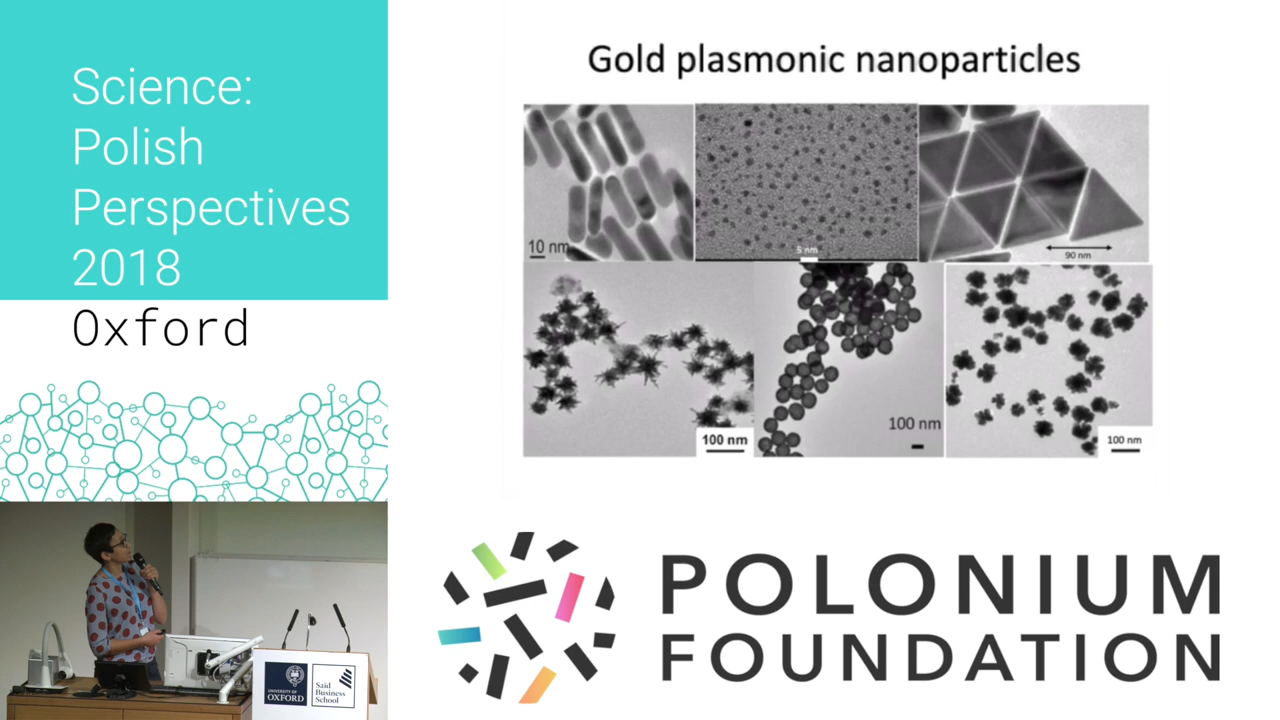 Science:
Polish
Perspectives
2018
Oxford
Gold plasmonic nanoparticles
10 nm
5 nm
90 nm
100 nm
100 nm
100 nm
POLONIUM
FOUNDATION
UNIVERSITY OF
OXFORD
Saïd
Business
School